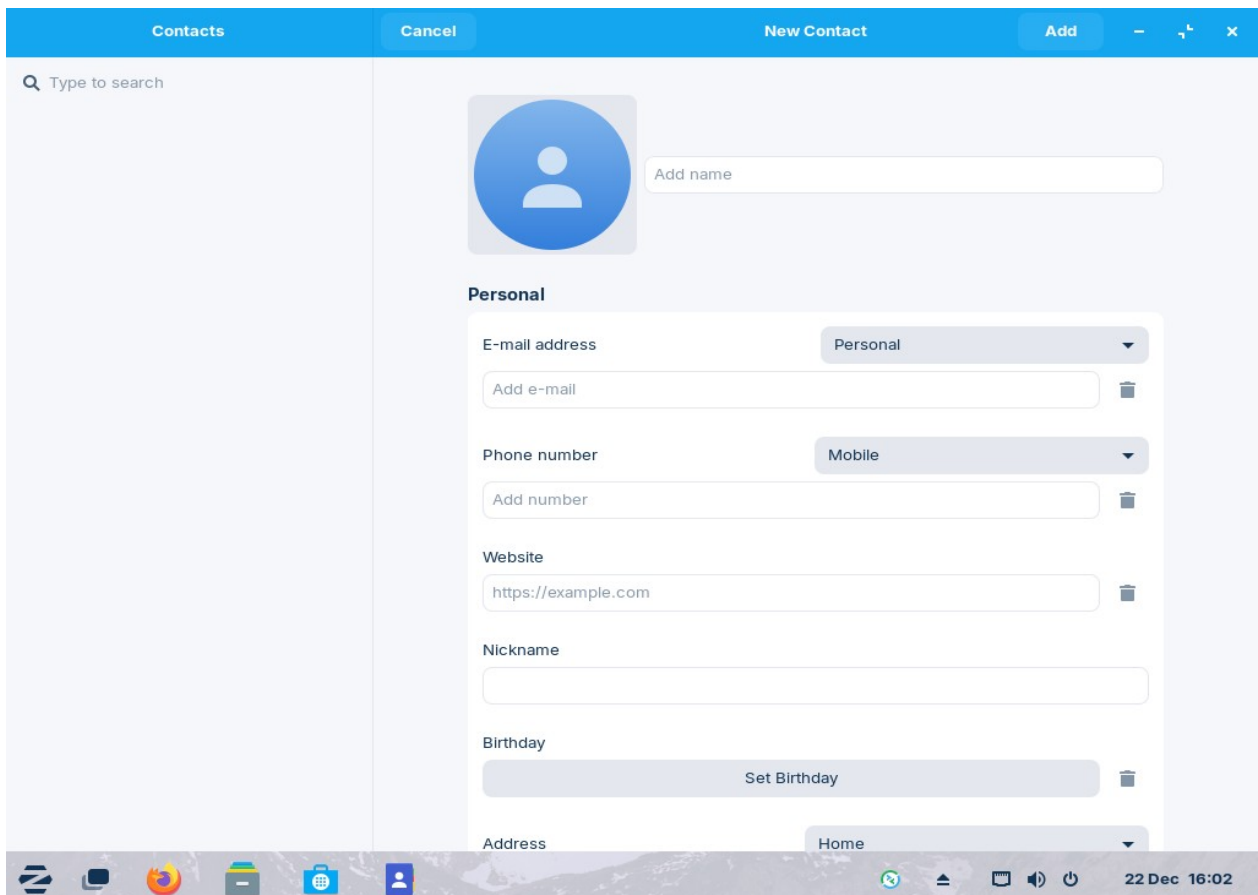 Contacts
Cancel
New Contact
Add
Type to search
Add name
Personal
E-mail address
Personal
Add e-mail
Phone number
Mobile
Add number
Website
https://example.com
Nickname
Birthday
Set Birthday
Address
Home
22 Dec 16:02